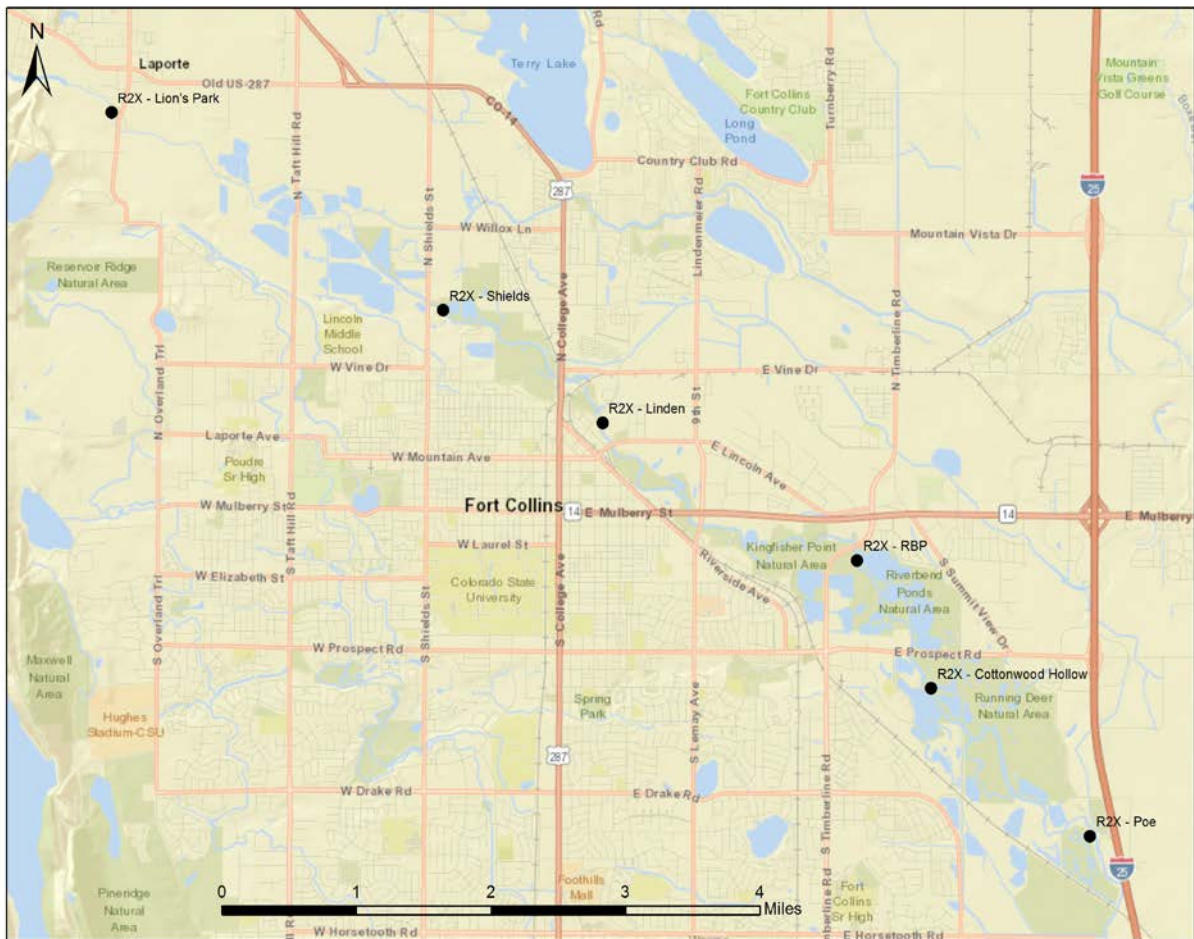 N
Laporte
Old US-287
R2X - Lion's Park
N Taft Hill Rd
N Shields St
CO-14
Terry Lake
Rd
287
Fort Collins
Country Club
Long
Pond
Country Club Rd
Turnberry Rd
Mountain
Vista Greens
Golf Course
25
Lindenmeier Rd
W Willox Ln
Mountain Vista Dr
Reservoir Ridge
Natural Area
R2X - Shields
Lincoln
Middle
School
N College Ave
N Timberline Rd
W Vine Dr
E Vine Dr
N Overland Trl
R2X - Linden
9th St
Laporte Ave
W Mountain Ave
E Lincoln Ave
Poudre
Sr High
W Mulberry St
Fort Collins
14
E Mulberry St
14
E Mulberry
S Taft Hill Rd
W Laurel St
Kingfisher Point
Natural Area
R2X - RBP
W Elizabeth St
Colorado State
University
Riverside Ave
Riverbend
Ponds
Natural Area
S Summit View Dr
S Overland Trl
S Shields St
S College Ave
W Prospect Rd
E Prospect Rd
Maxwell
Natural
Area
R2X - Cottonwood Hollow
Spring
Park
S Lemay Ave
Running Deer
Natural Area
Hughes
Stadium-CSU
287
W Drake Rd
E Drake Rd
S Timberline Rd
R2X - Poe
25
Pineridge
Natural
Area
0 1 2 3 4
Miles
Foothills
Mall
Fort
Collins
Sr High
ll R
mberline Rd
W Horsetooth Rd
E Horsetooth Rd